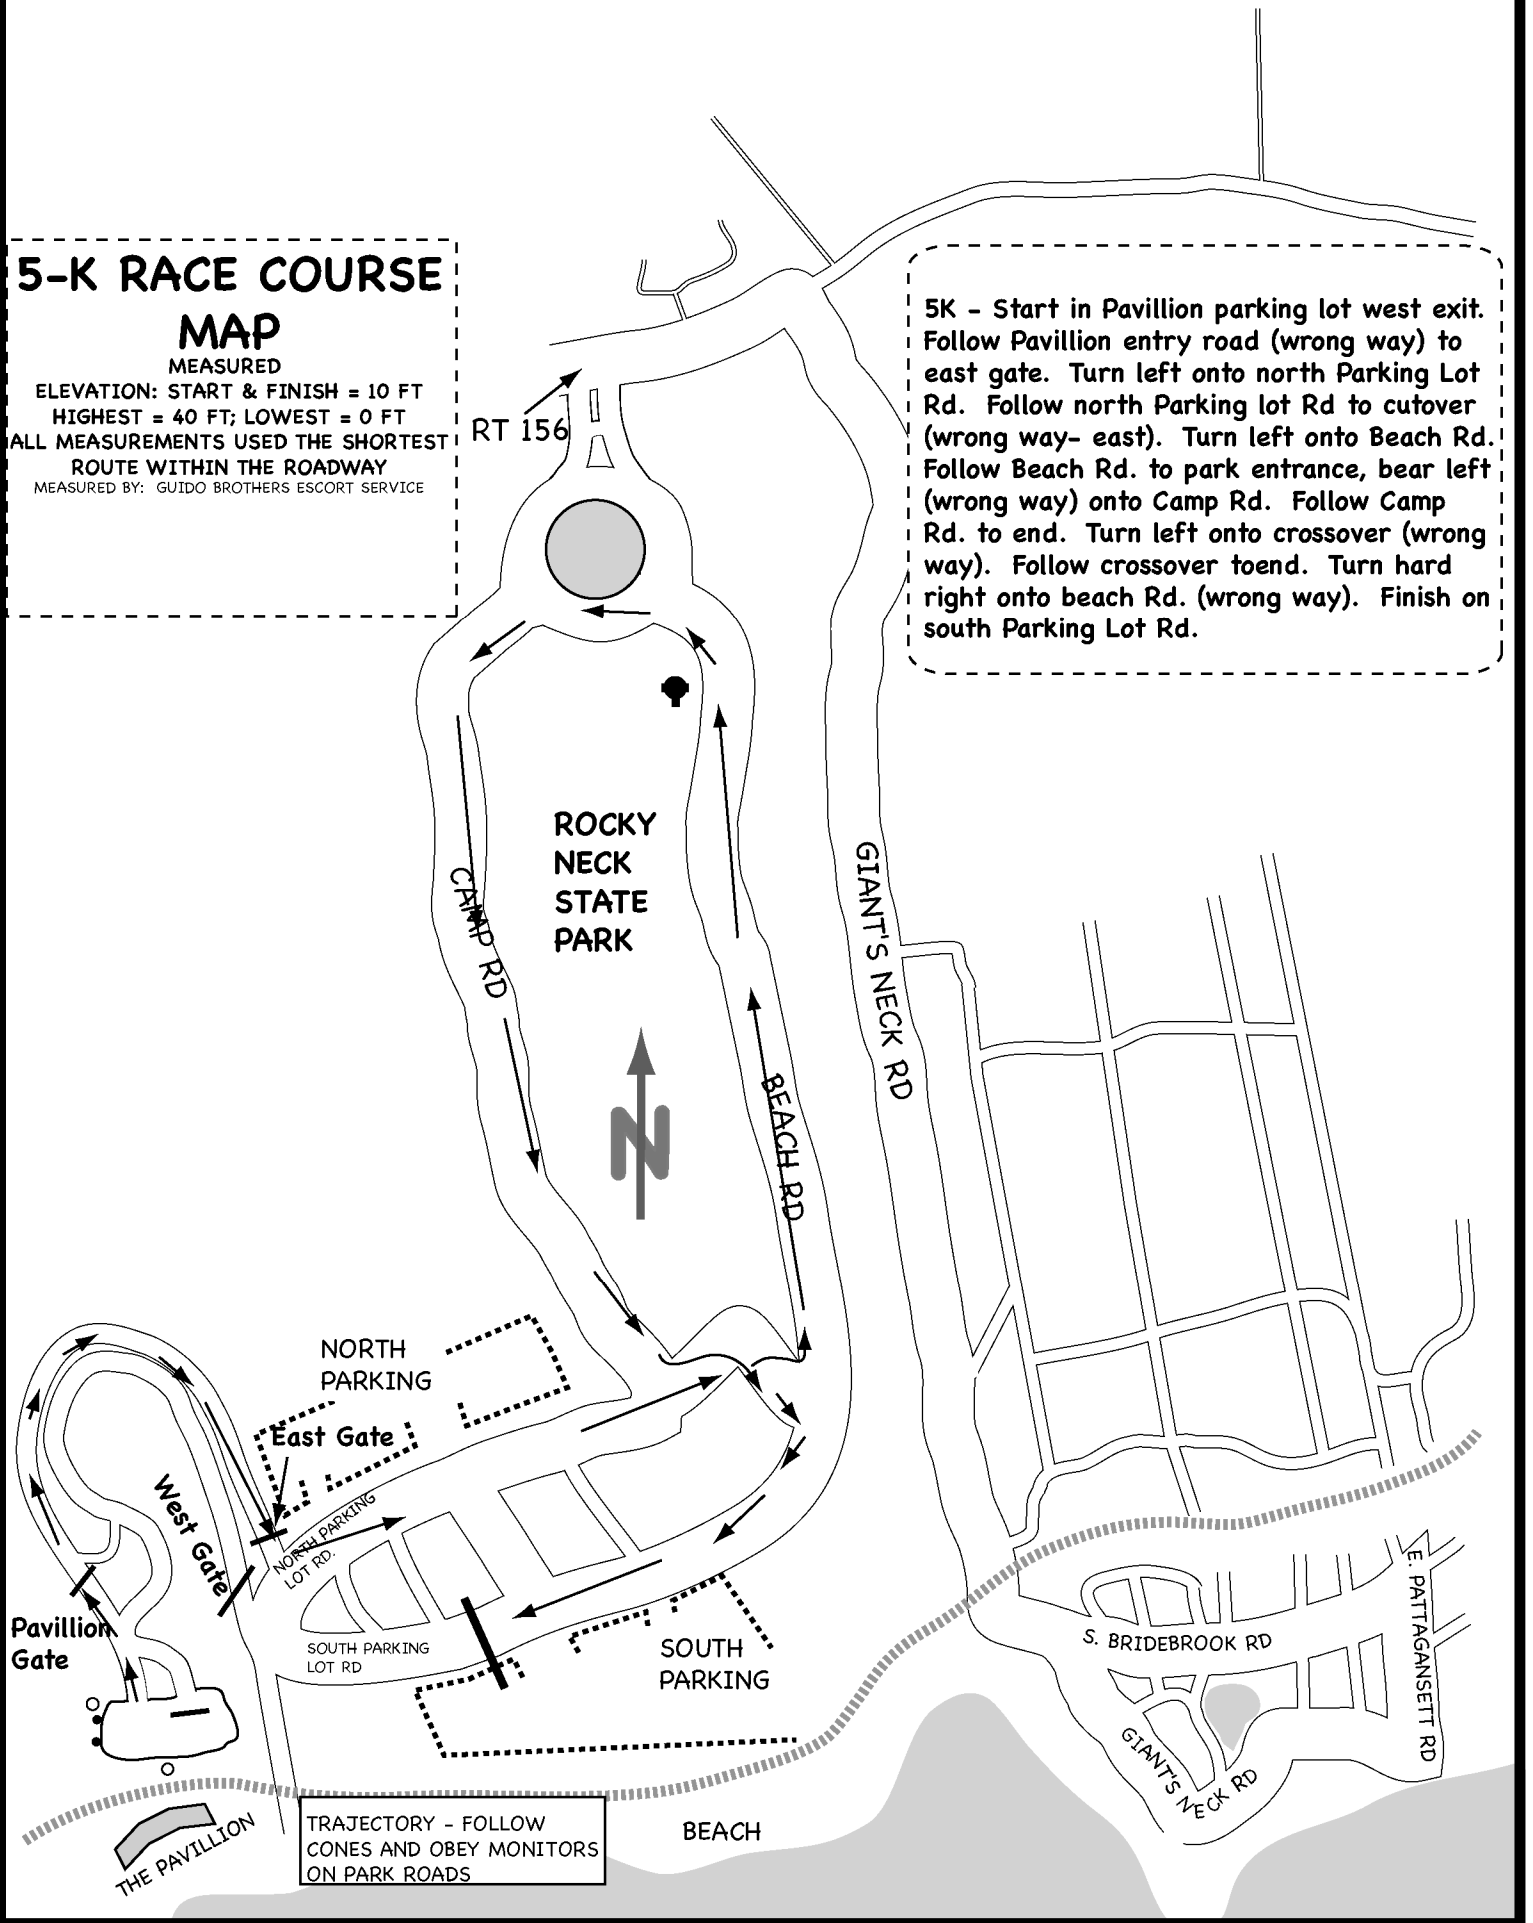 5-K RACE COURSE
MAP
MEASURED
ELEVATION: START & FINISH = 10 FT
HIGHEST = 40 FT; LOWEST = 0 FT
ALL MEASUREMENTS USED THE SHORTEST
ROUTE WITHIN THE ROADWAY
MEASURED BY: GUIDO BROTHERS ESCORT SERVICE
RT 156
5K - Start in Pavillion parking lot west exit.
Follow Pavillion entry road (wrong way) to
east gate. Turn left onto north Parking Lot
Rd. Follow north Parking lot Rd to cutover
(wrong way- east). Turn left onto Beach Rd.
Follow Beach Rd. to park entrance, bear left
(wrong way) onto Camp Rd. Follow Camp
Rd. to end. Turn left onto crossover (wrong
way). Follow crossover toend. Turn hard
right onto beach Rd. (wrong way). Finish on
south Parking Lot Rd.
ROCKY
NECK
STATE
PARK
CAMP RD
GIANT'S NECK RD
N
BEACH RD
NORTH
PARKING
East Gate
West Gate
NORTH PARKING
LOT RD.
Pavillion
Gate
SOUTH PARKING
LOT RD
SOUTH
PARKING
S. BRIDEBROOK RD
E. PATTAGANSETT RD
GIANT'S NECK RD
THE PAVILLION
TRAJECTORY - FOLLOW
CONES AND OBEY MONITORS
ON PARK ROADS
BEACH